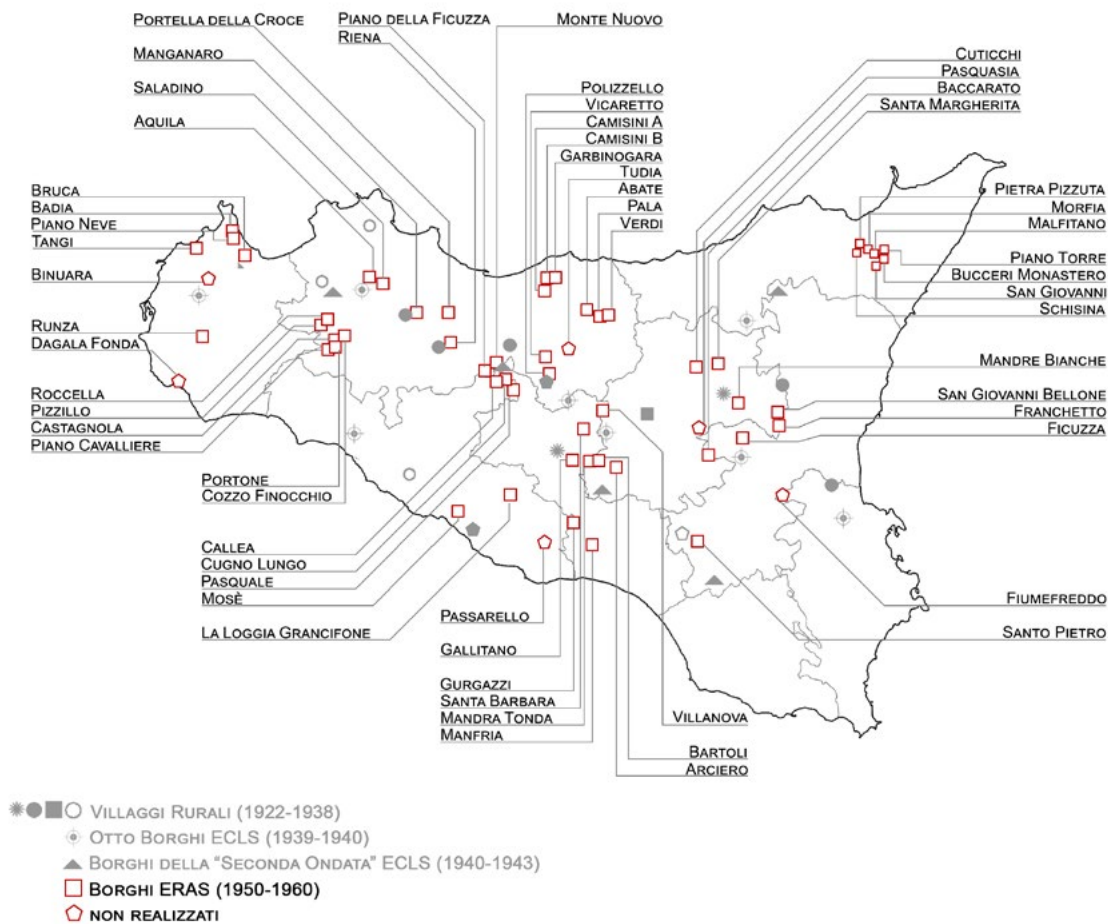 Portella della Croce
Manganaro
Saladino
Aquila
Piano della Ficuzza
Riena
Monte Nuovo
Polizzello
Vicaretto
Camisini A
Camisini B
Garbinogara
Tudia
Abate
Pala
Verdi
Cuticchi
Pasquasia
Baccarato
Santa Margherita
Bruca
Badia
Piano Neve
Tangi
Binuara
Runza
Dagala Fonda
Roccella
Pizzillo
Castagnola
Piano Cavalliere
Portone
Cozzo Finocchio
Callea
Cugno Lungo
Pasquale
Mosè
La Loggia Grancifone
Pietra Pizzuta
Morfia
Malfitano
Piano Torre
Bucceri Monastero
San Giovanni
Schisina
Mandre Bianche
San Giovanni Bellone
Franchetto
Ficuzza
Fiumefreddo
Santo Pietro
Passarello
Gallitano
Gurgazzi
Santa Barbara
Mandra Tonda
Manfria
Villanova
Bartoli
Arciero
Villaggi Rurali (1922-1938)
Otto Borghi ECLS (1939-1940)
Borghi della "Seconda Ondata" ECLS (1940-1943)
Borghi ERAS (1950-1960)
non realizzati